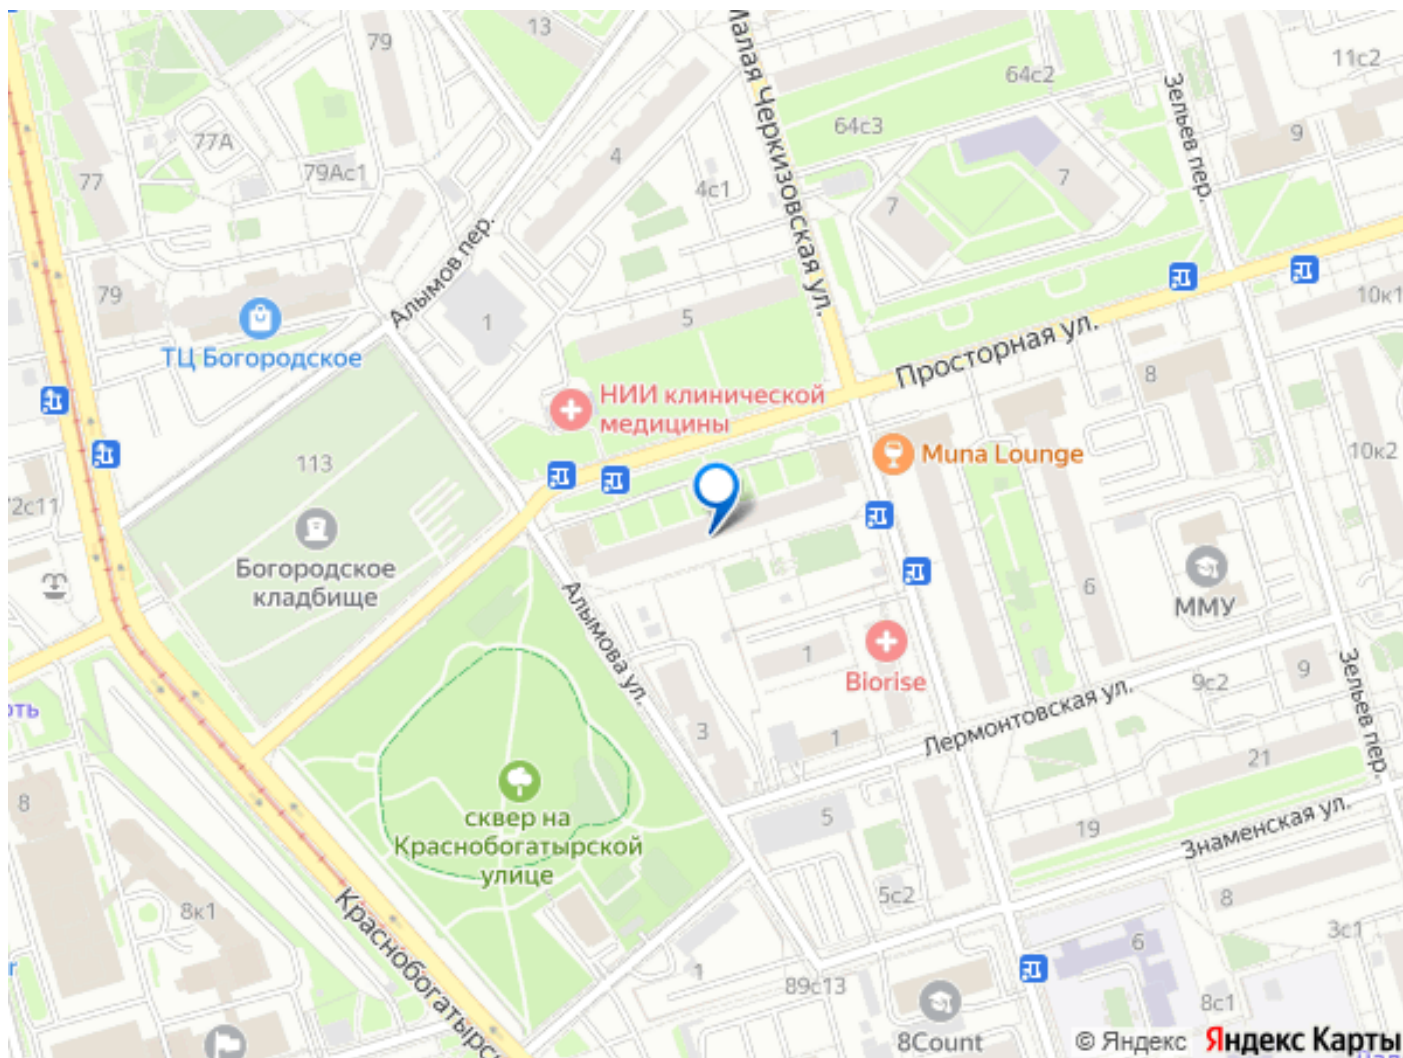 13
79
11с2
64с2
Зельев пер.
64с3
9
77А
4
79Ас1
Малая Черкизовская ул.
77
4с1
7
7
Алымов пер.
79
10к1
1
5
ТЦ Богородское
Просторная ул.
8
НИИ клинической
медицины
Muna Lounge
10к2
113
2с11
Богородское
кладбище
6
ММУ
Алымова ул.
1
Biorise
9с2
9
Зельев пер.
Лермонтовская ул.
3
1
21
8
сквер на
Краснобогатырской
улице
5
19
Знаменская ул.
5с2
8
8к1
3с1
6
1
89с13
8с1
8Count
© Яндекс Яндекс Карты